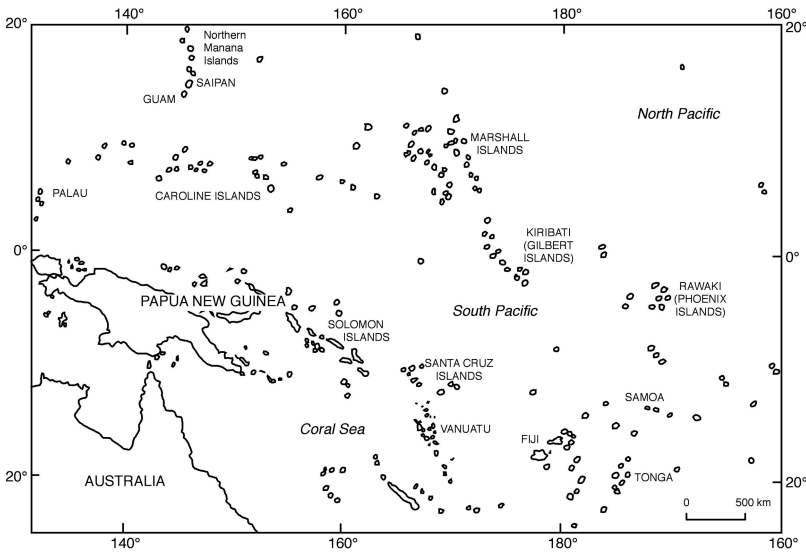 140°
160°
180°
160°
20°
20°
Northern
Manana
Islands
SAIPAN
GUAM
North Pacific
MARSHALL
ISLANDS
PALAU
CAROLINE ISLANDS
KIRIBATI
(GILBERT
ISLANDS)
0°
0°
RAWAKI
(PHOENIX
ISLANDS)
PAPUA NEW GUINEA
South Pacific
SOLOMON
ISLANDS
SANTA CRUZ
ISLANDS
SAMOA
Coral Sea
VANUATU
FIJI
AUSTRALIA
TONGA
20°
20°
0 500 km
140°
160°
180°
160°